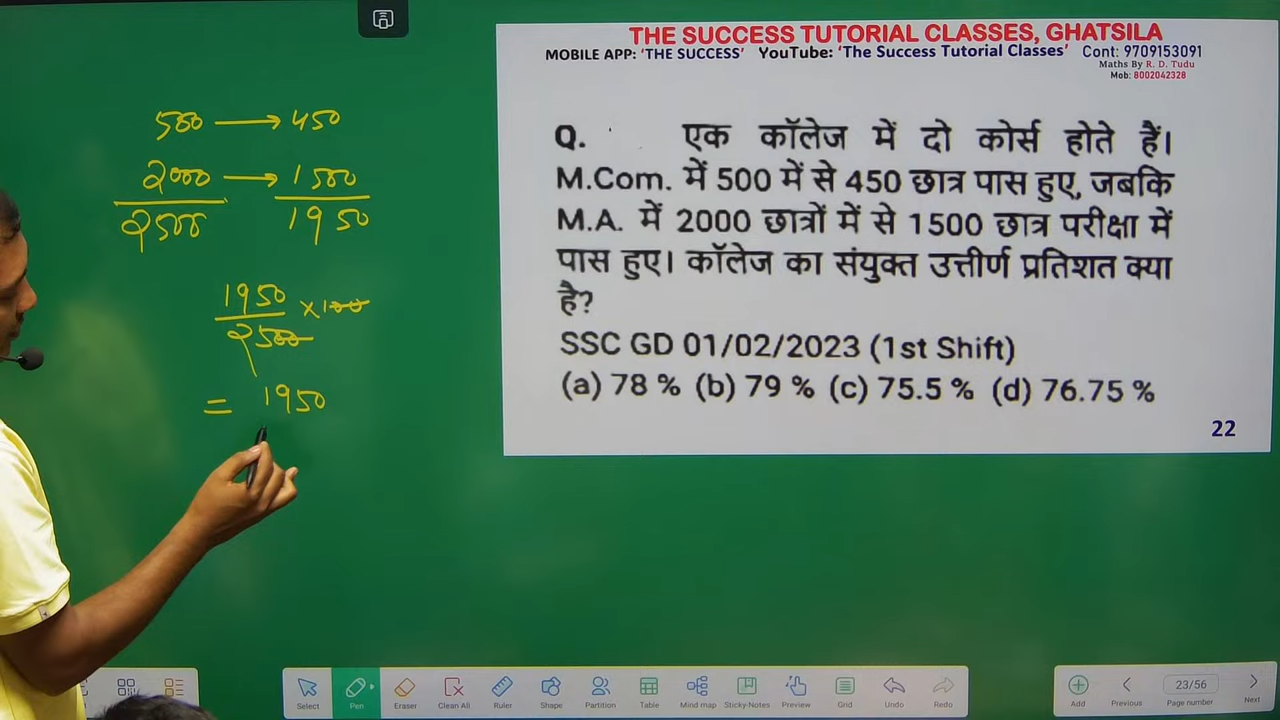 THE SUCCESS TUTORIAL CLASSES, GHATSILA
MOBILE APP: 'THE SUCCESS' YouTube: 'The Success Tutorial Classes' Cont: 9709153091
Maths By R. D. Tudu
Mob: 8002042328
Q. एक कॉलेज में दो कोर्स होते हैं।
M.Com. में 500 में से 450 छात्र पास हुए, जबकि
M.A. में 2000 छात्रों में से 1500 छात्र परीक्षा में
पास हुए। कॉलेज का संयुक्त उत्तीर्ण प्रतिशत क्या
है?
SSC GD 01/02/2023 (1st Shift)
(a) 78 % (b) 79 % (c) 75.5 % (d) 76.75 %
22
500 → 450
2000 → 1500
2500 1950
1950 ×100
2500
= 1950
Select Pen Eraser Clean All Ruler Shape Partition Table Mind map Sticky Notes Preview Grid Undo Redo
Add Previous 23/56 Page number Next